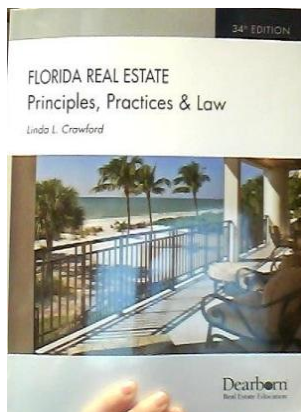 34th EDITION
FLORIDA REAL ESTATE
Principles, Practices & Law
Linda L. Crawford
Dearborn
Real Estate Education